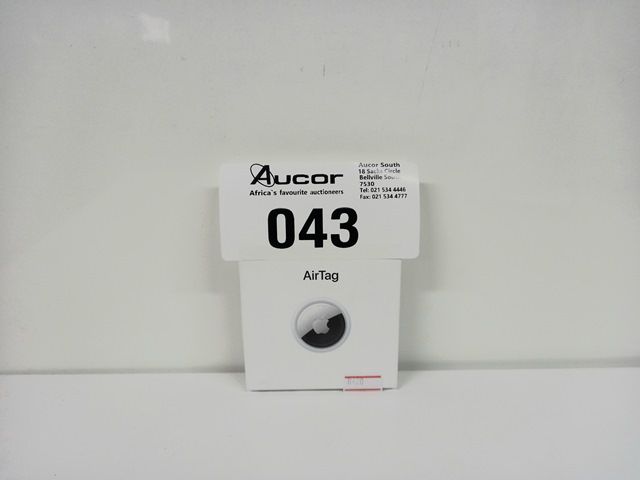 Aucor
Africa's favourite auctioneers
Aucor South
18 Sacks Circle
Bellville
7530
Tel: 021 534 4446
Fax: 021 534 4777
043
AirTag